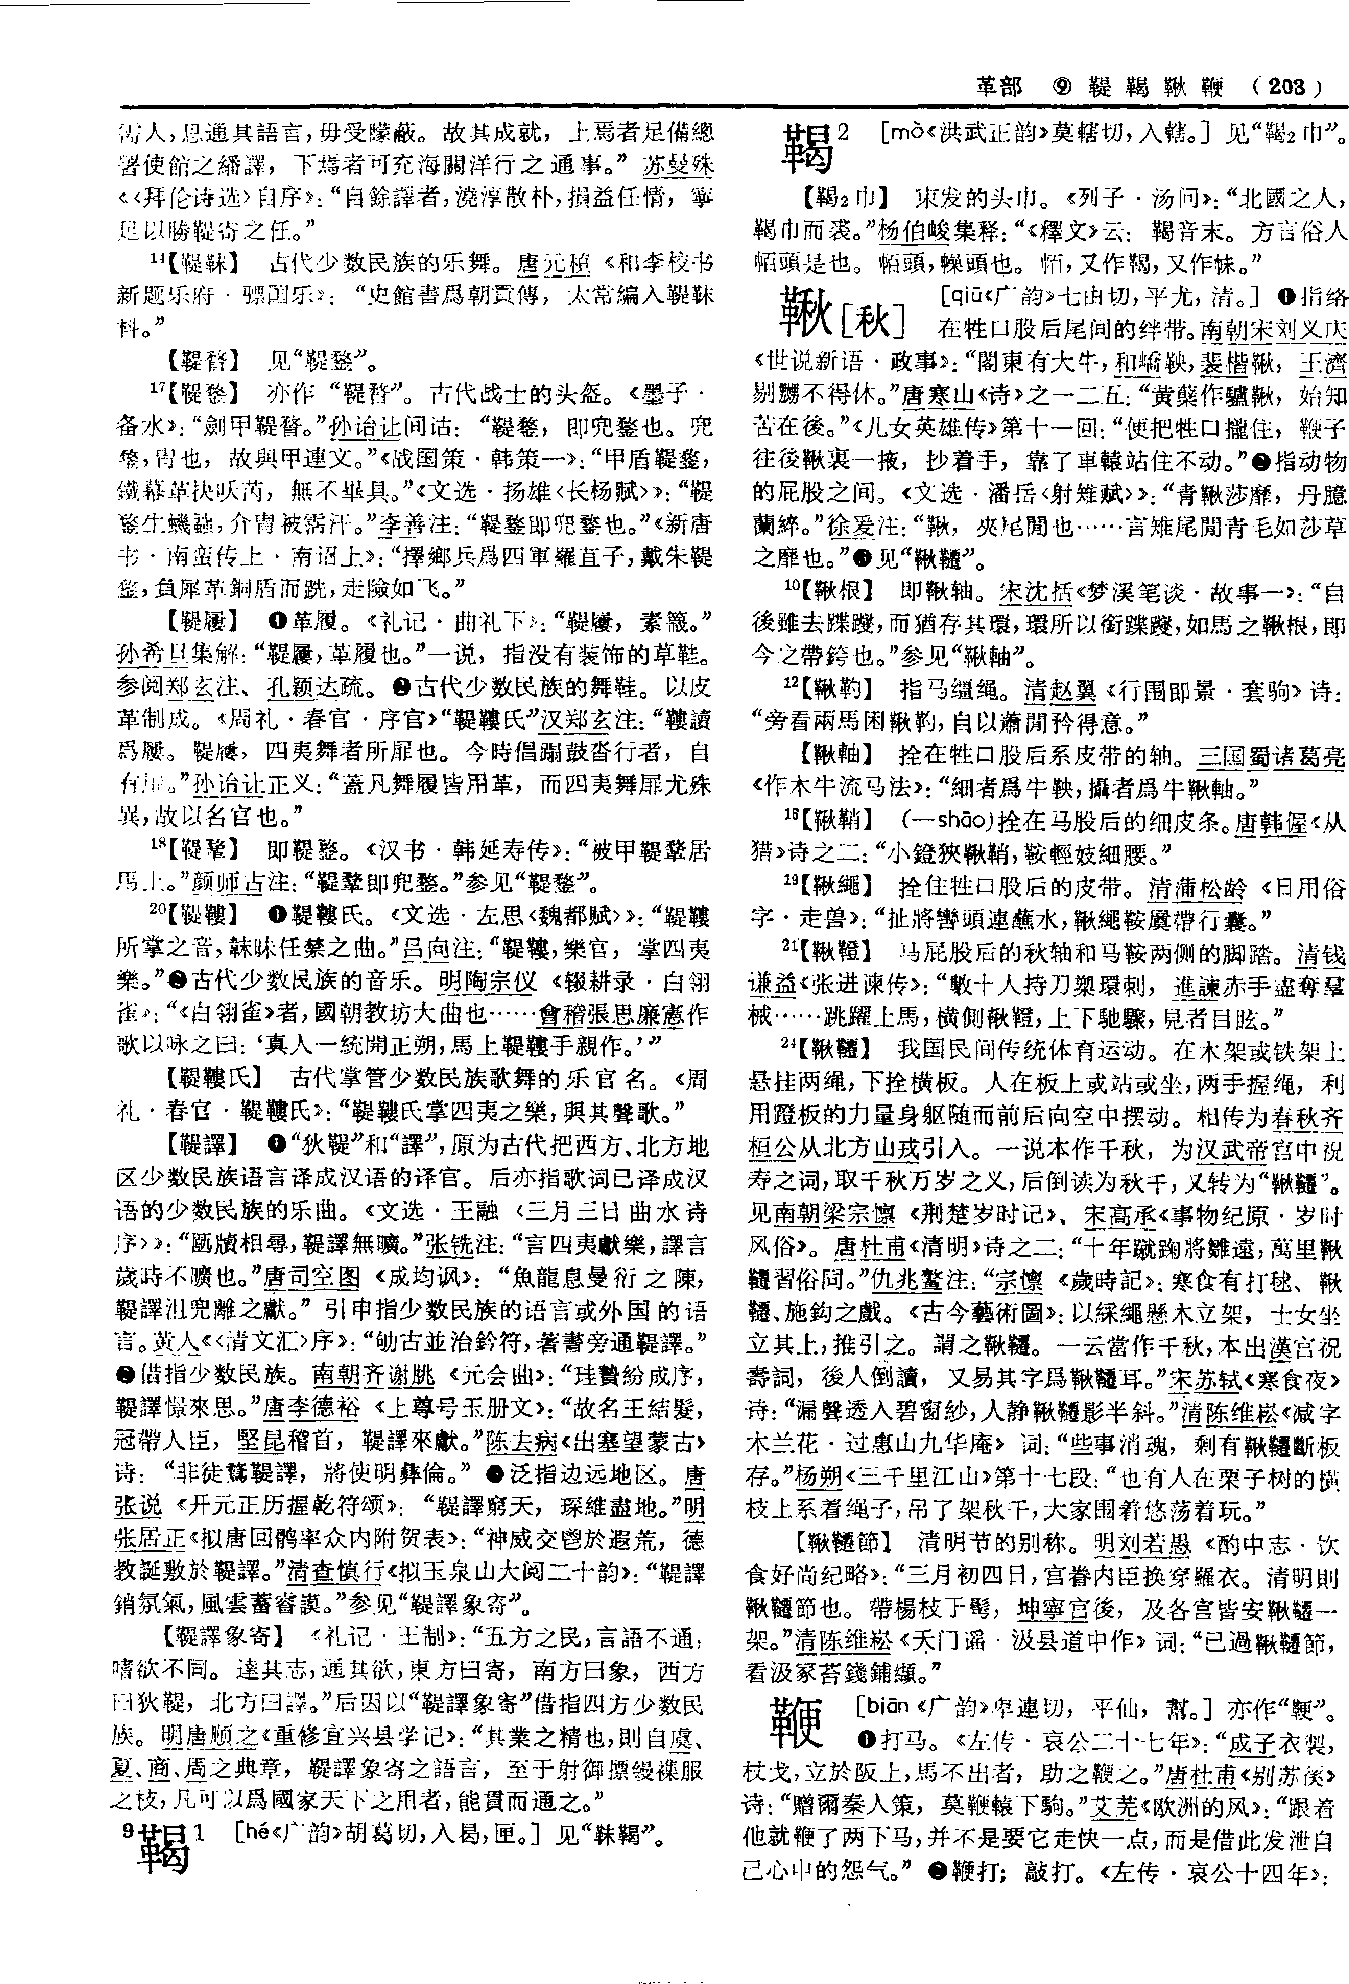 革部 ⑨ 鞮 鞨 鞦 鞭 （203）
需人，思通其語言，毋受矇蔽。故其成就，上焉者足備總
署使館之繙譯，下焉者可充海關洋行之通事。”苏曼殊
《〈拜伦诗选〉自序》：“自餘譯者，澆淳散朴，損益任情，寧
足以勝鞮寄之任。”
14【鞮鞣】 古代少数民族的乐舞。唐元稹《和李校书
新题乐府·骠国乐》：“史館書爲朝貢傳，太常编入鞮靺
科。”
【鞮瞀】 见“鞮鍪”。
17【鞮鍪】 亦作“鞮瞀”。古代战士的头盔。《墨子·
备水》：“劍甲鞮瞀。”孙诒让间诂：“鞮鍪，即兜鍪也。兜
鍪，冑也，故與甲連文。”《战国策·韩策一》：“甲盾鞮鍪，
鐵幕革抉㕹芮，無不畢具。”《文选·扬雄〈长杨赋〉》：“鞮
鍪生蟣蝨，介冑被霑汗。”李善注：“鞮鍪即兜鍪也。”《新唐
书·南蛮传上·南诏上》：“擇鄉兵爲四軍羅苴子，戴朱鞮
鍪，負犀革銅盾而跣，走險如飞。”
【鞮屨】 ❶革履。《礼记·曲礼下》：“鞮屨，素簚。”
孙希旦集解：“鞮屨，革履也。”一说，指没有装饰的草鞋。
参阅郑玄注、孔颖达疏。❷古代少数民族的舞鞋。以皮
革制成。《周礼·春官·序官》“鞮鞻氏”汉郑玄注：“鞻讀
爲屨。鞮屨，四夷舞者所屝也。今時倡蹋鼓沓行者，自
有屝。”孙诒让正义：“蓋凡舞履皆用革，而四夷舞屝尤殊
異，故以名官也。”
18【鞮鞪】 即鞮鍪。《汉书·韩延寿传》：“被甲鞮鞪居
馬上。”颜师古注：“鞮鞪即兜鍪。”参见“鞮鍪”。
20【鞮鞻】 ❶鞮鞻氏。《文选·左思〈魏都赋〉》：“鞮鞻
所掌之音，韎昧任禁之曲。”吕向注：“鞮鞻，樂官，掌四夷
樂。”❷古代少数民族的音乐。明陶宗仪《辍耕录·白翎
雀》：“《白翎雀》者，國朝教坊大曲也……會稽張思廉憲作
歌以咏之曰：‘真人一統開正朔，馬上鞮鞻手親作。’”
【鞮鞻氏】 古代掌管少数民族歌舞的乐官名。《周
礼·春官·鞮鞻氏》：“鞮鞻氏掌四夷之樂，與其聲歌。”
【鞮譯】 ❶“狄鞮”和“譯”，原为古代把西方、北方地
区少数民族语言译成汉语的译官。后亦指歌词已译成汉
语的少数民族的乐曲。《文选·王融〈三月三日曲水诗
序〉》：“匭牘相尋，鞮譯無曠。”张铣注：“言四夷獻樂，譯言
歲時不曠也。”唐司空图《成均讽》：“魚龍息曼衍之陳，
鞮譯沮兜離之獻。”引申指少数民族的语言或外国的语
言。黄人《〈清文汇〉序》：“劬古並治鈐符，著書旁通鞮譯。”
❷借指少数民族。南朝齐谢朓《元会曲》：“珪贄紛成序，
鞮譯憬來思。”唐李德裕《上尊号玉册文》：“故名王結髮，
冠帶人臣，堅昆稽首，鞮譯來獻。”陈去病《出塞望蒙古》
诗：“非徒騖鞮譯，將使明彝倫。”❸泛指边远地区。唐
张说《开元正历握乾符颂》：“鞮譯窮天，琛維盡地。”明
张居正《拟唐回鹘率众内附贺表》：“神威交鬯於遐荒，德
教誕敷於鞮譯。”清查慎行《拟玉泉山大阅二十韵》：“鞮譯
銷氛氣，風雲蓄睿謨。”参见“鞮譯象寄”。
【鞮譯象寄】 《礼记·王制》：“五方之民，言語不通，
嗜欲不同。達其志，通其欲，東方曰寄，南方曰象，西方
曰狄鞮，北方曰譯。”后因以“鞮譯象寄”借指四方少数民
族。明唐顺之《重修宜兴县学记》：“其業之精也，則自虞、
夏、商、周之典章，鞮譯象寄之語言，至于射御摽縵襍服
之技，凡可以爲國家天下之用者，能貫而通之。”
9鞨1 ［hé《广韵》胡葛切，入曷，匣。］见“靺鞨”。
鞨2 ［mò《洪武正韵》莫轄切，入轄。］见“鞨2巾”。
【鞨2巾】 束发的头巾。《列子·汤问》：“北國之人，
鞨巾而裘。”杨伯峻集释：“《釋文》云：鞨音末。方言俗人
帞頭是也。帞頭，幧頭也。帞，又作鞨，又作帓。”
鞦［秋］ ［qiū《广韵》七由切，平尤，清。］❶指络
在牲口股后尾间的绊带。南朝宋刘义庆
《世说新语·政事》：“閣東有大牛，和嶠鞅，裴楷鞦，王濟
剔嬲不得休。”唐寒山《诗》之一二五：“黄蘗作驢鞦，始知
苦在後。”《儿女英雄传》第十一回：“便把牲口攏住，鞭子
往後鞦裏一掖，抄着手，靠了車轅站住不动。”❷指动物
的屁股之间。《文选·潘岳〈射雉赋〉》：“青鞦莎靡，丹臆
蘭綷。”徐爰注：“鞦，夾尾間也……言雉尾間青毛如莎草
之靡也。”❸见“鞦韆”。
10【鞦根】 即鞦轴。宋沈括《梦溪笔谈·故事一》：“自
後雖去蹀躞，而猶存其環，環所以銜蹀躞，如馬之鞦根，即
今之帶銙也。”参见“鞦軸”。
12【鞦靮】 指马缰绳。清赵翼《行围即景·套驹》诗：
“旁看兩馬困鞦靮，自以蕭閒矜得意。”
【鞦軸】 拴在牲口股后系皮带的轴。三国蜀诸葛亮
《作木牛流马法》：“細者爲牛鞅，攝者爲牛鞦軸。”
16【鞦鞘】 （一shāo）拴在马股后的细皮条。唐韩偓《从
猎》诗之二：“小鐙狹鞦鞘，鞍輕妓細腰。”
19【鞦繩】 拴住牲口股后的皮带。清蒲松龄《日用俗
字·走兽》：“扯將轡頭連蘸水，鞦繩鞍屧帶行囊。”
21【鞦鐙】 马屁股后的秋轴和马鞍两侧的脚踏。清钱
谦益《张进谏传》：“數十人持刀槊環刺，進諫赤手虚奪羣
械……跳躍上馬，横側鞦鐙，上下馳驟，見者目眩。”
24【鞦韆】 我国民间传统体育运动。在木架或铁架上
悬挂两绳，下拴横板。人在板上或站或坐，两手握绳，利
用蹬板的力量身躯随而前后向空中摆动。相传为春秋齐
桓公从北方山戎引入。一说本作千秋，为汉武帝宫中祝
寿之词，取千秋万岁之义，后倒读为秋千，又转为“鞦韆”。
见南朝梁宗懔《荆楚岁时记》、宋高承《事物纪原·岁时
风俗》。唐杜甫《清明》诗之二：“十年蹴踘將雛遠，萬里鞦
韆習俗同。”仇兆鳌注：“宗懔《歲時記》：寒食有打毬、鞦
韆、施鈎之戲。《古今藝術圖》：以綵繩懸木立架，士女坐
立其上，推引之。謂之鞦韆。一云當作千秋，本出漢宫祝
壽詞，後人倒讀，又易其字爲鞦韆耳。”宋苏轼《寒食夜》
诗：“漏聲透入碧窗紗，人静鞦韆影半斜。”清陈维崧《减字
木兰花·过惠山九华庵》词：“些事消魂，剩有鞦韆斷板
存。”杨朔《三千里江山》第十七段：“也有人在栗子树的横
枝上系着绳子，吊了架秋千，大家围着悠荡着玩。”
【鞦韆節】 清明节的别称。明刘若愚《酌中志·饮
食好尚纪略》：“三月初四日，宫眷内臣换穿羅衣。清明則
鞦韆節也。帶楊枝于鬂，坤寧宫後，及各宫皆安鞦韆一
架。”清陈维崧《天门谣·汲县道中作》词：“已過鞦韆節，
看汲冢苔錢鋪纈。”
鞭 ［biān《广韵》卑連切，平仙，幫。］亦作“鞕”。
❶打马。《左传·哀公二十七年》：“成子衣製，
杖戈，立於阪上，馬不出者，助之鞭之。”唐杜甫《别苏徯》
诗：“贈爾秦人策，莫鞭轅下駒。”艾芜《欧洲的风》：“跟着
他就鞭了两下马，并不是要它走快一点，而是借此发泄自
己心中的怨气。”❷鞭打；敲打。《左传·哀公十四年》：